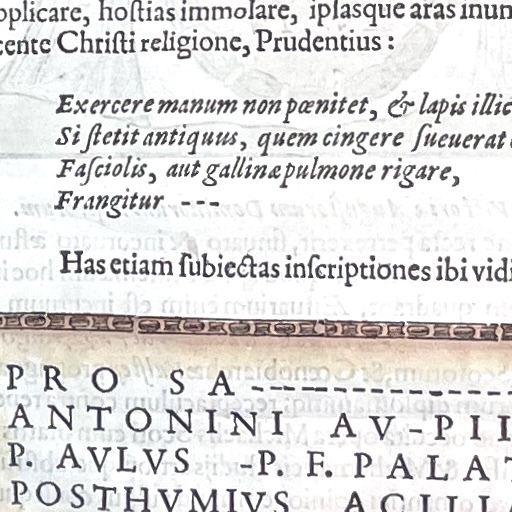 pplicare, hoſtias immolare, ipſasque aras inun
cente Chriſti religione, Prudentius:
Exercere manum non pœnitet, & lapis illic
Si ſtetit antiquus, quem cingere ſueuerat
Faſciolis, aut gallinæ pulmone rigare,
Frangitur ---
Has etiam ſubiectas inſcriptiones ibi vidi
PRO SA--------------
ANTONINI AV-PII
P. AVLVS -P. F. PALAT
POSTHVMIVS ACILI